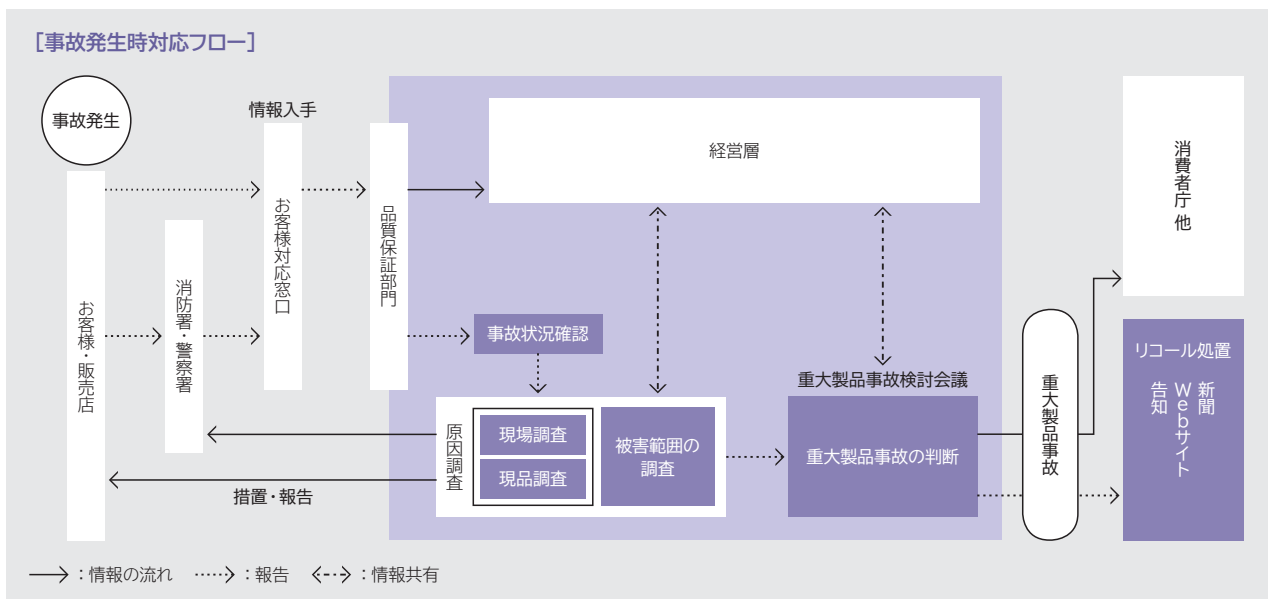 [事故発生時対応フロー]
事故発生
情報入手
お客様・販売店
消防署・警察署
お客様対応窓口
品質保証部門
経営層
事故状況確認
原因調査
現場調査
現品調査
被害範囲の
調査
重大製品事故検討会議
重大製品事故の判断
重大製品事故
消費者庁 他
リコール処置
新聞
Webサイト
告知
措置・報告
：情報の流れ
：報告
：情報共有